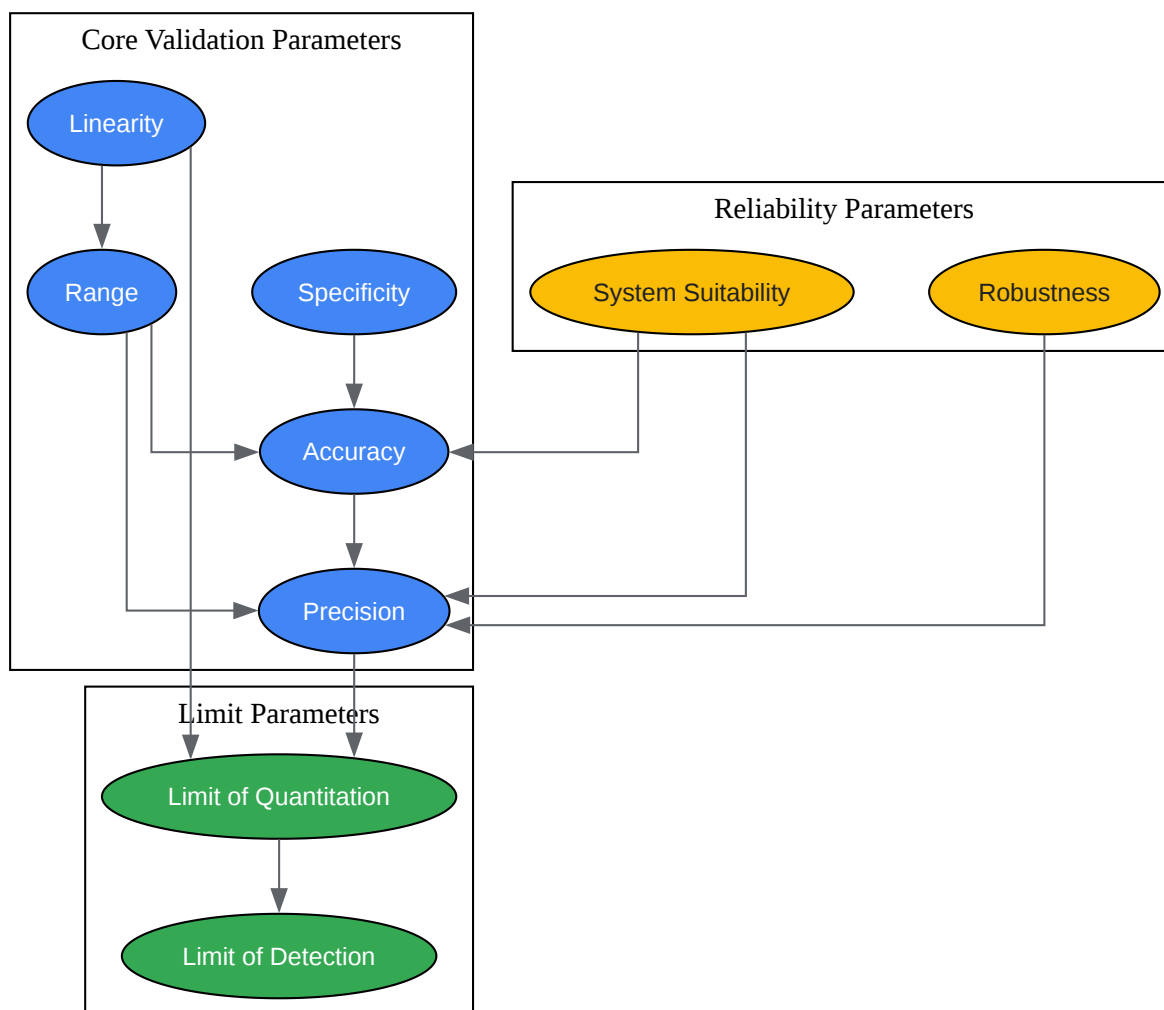 Core Validation Parameters
Linearity
Reliability Parameters
Range
Specificity
System Suitability
Robustness
Accuracy
Precision
Limit Parameters
Limit of Quantitation
Limit of Detection